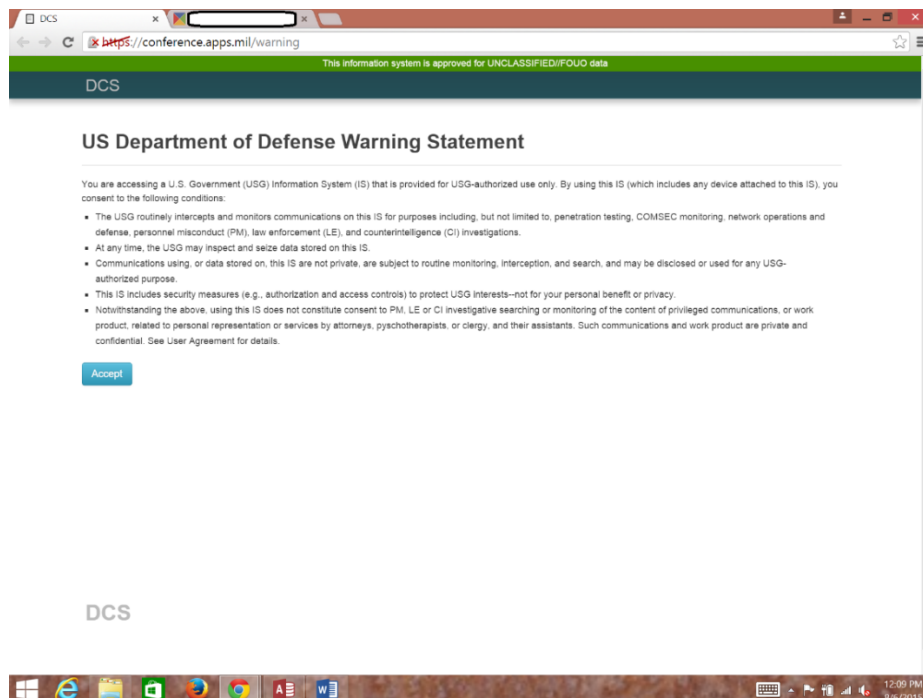 DCS
https://conference.apps.mil/warning
This information system is approved for UNCLASSIFIED//FOUO data
DCS
US Department of Defense Warning Statement
You are accessing a U.S. Government (USG) Information System (IS) that is provided for USG-authorized use only. By using this IS (which includes any device attached to this IS), you
consent to the following conditions:
The USG routinely intercepts and monitors communications on this IS for purposes including, but not limited to, penetration testing, COMSEC monitoring, network operations and
defense, personnel misconduct (PM), law enforcement (LE), and counterintelligence (CI) investigations.
At any time, the USG may inspect and seize data stored on this IS.
Communications using, or data stored on, this IS are not private, are subject to routine monitoring, interception, and search, and may be disclosed or used for any USG-
authorized purpose.
This IS includes security measures (e.g., authorization and access controls) to protect USG interests--not for your personal benefit or privacy.
Notwithstanding the above, using this IS does not constitute consent to PM, LE or CI investigative searching or monitoring of the content of privileged communications, or work
product, related to personal representation or services by attorneys, pyschotherapists, or clergy, and their assistants. Such communications and work product are private and
confidential. See User Agreement for details.
Accept
DCS
12:09 PM